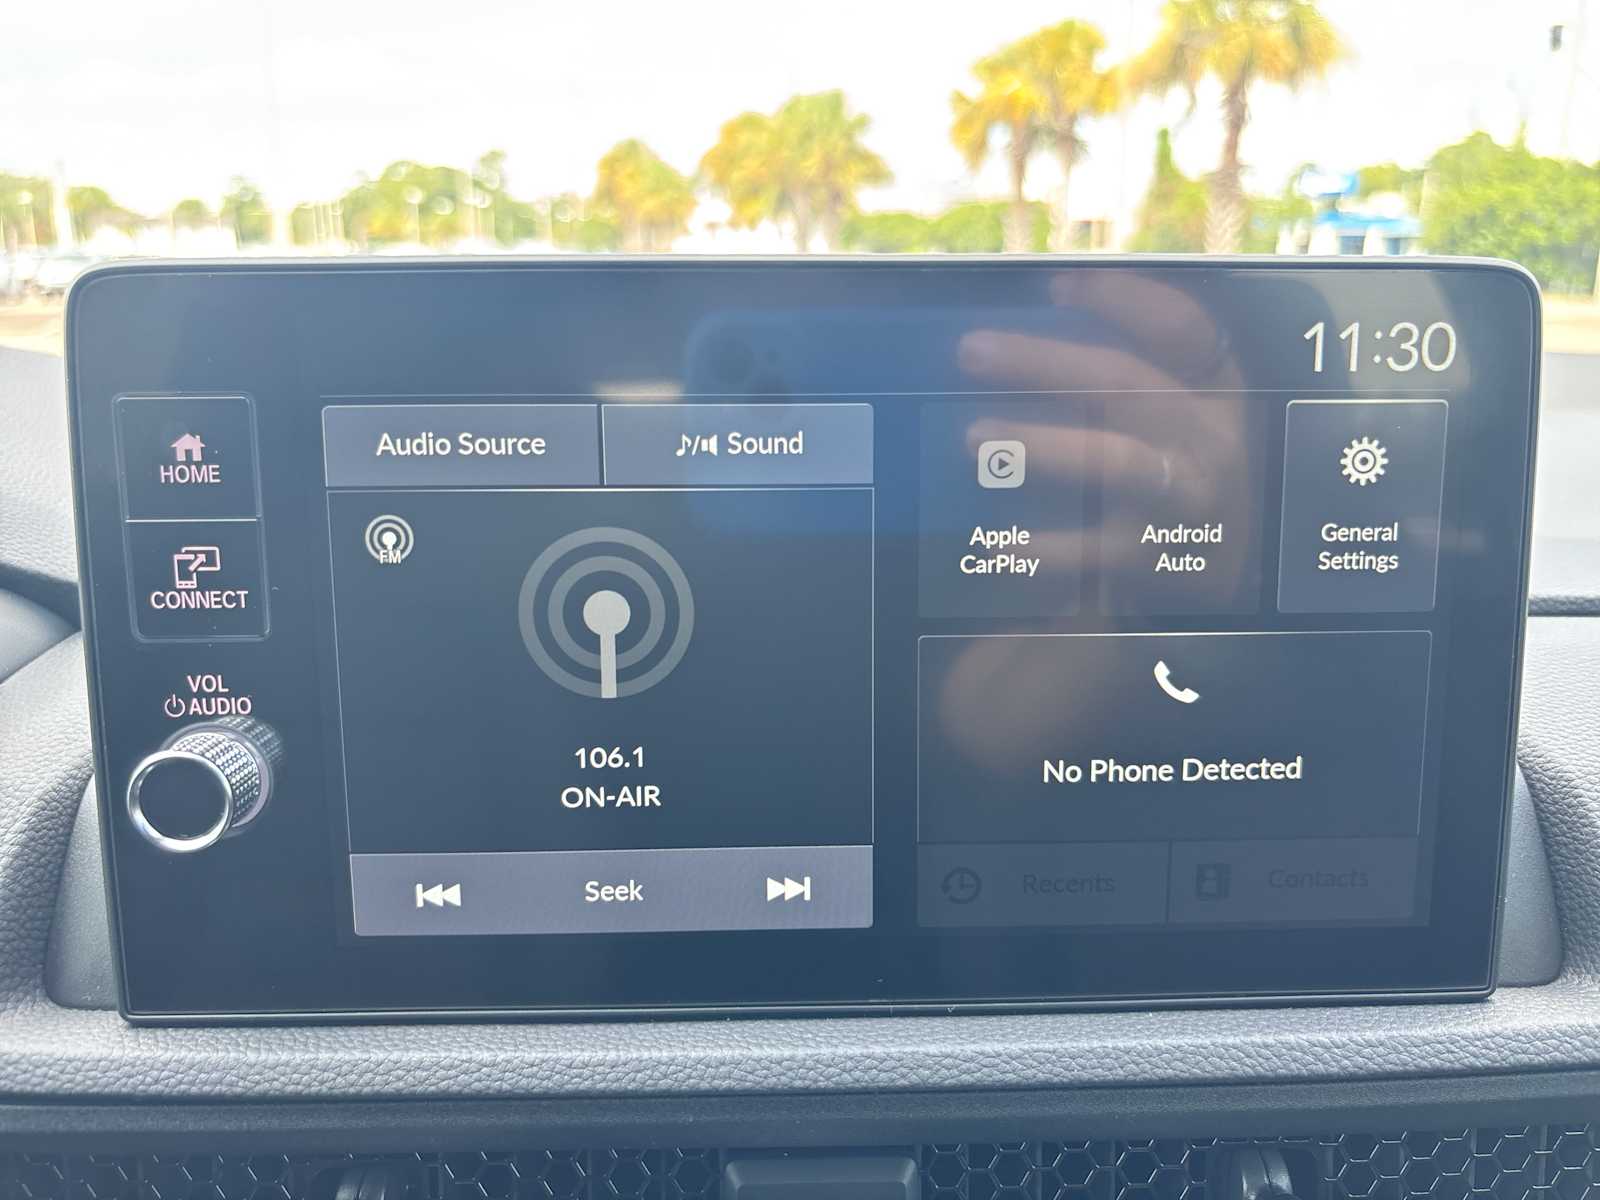 11:30
HOME
CONNECT
VOL
AUDIO
Audio Source
Sound
FM
106.1
ON-AIR
Seek
Apple
CarPlay
Android
Auto
General
Settings
No Phone Detected
Recents
Contacts